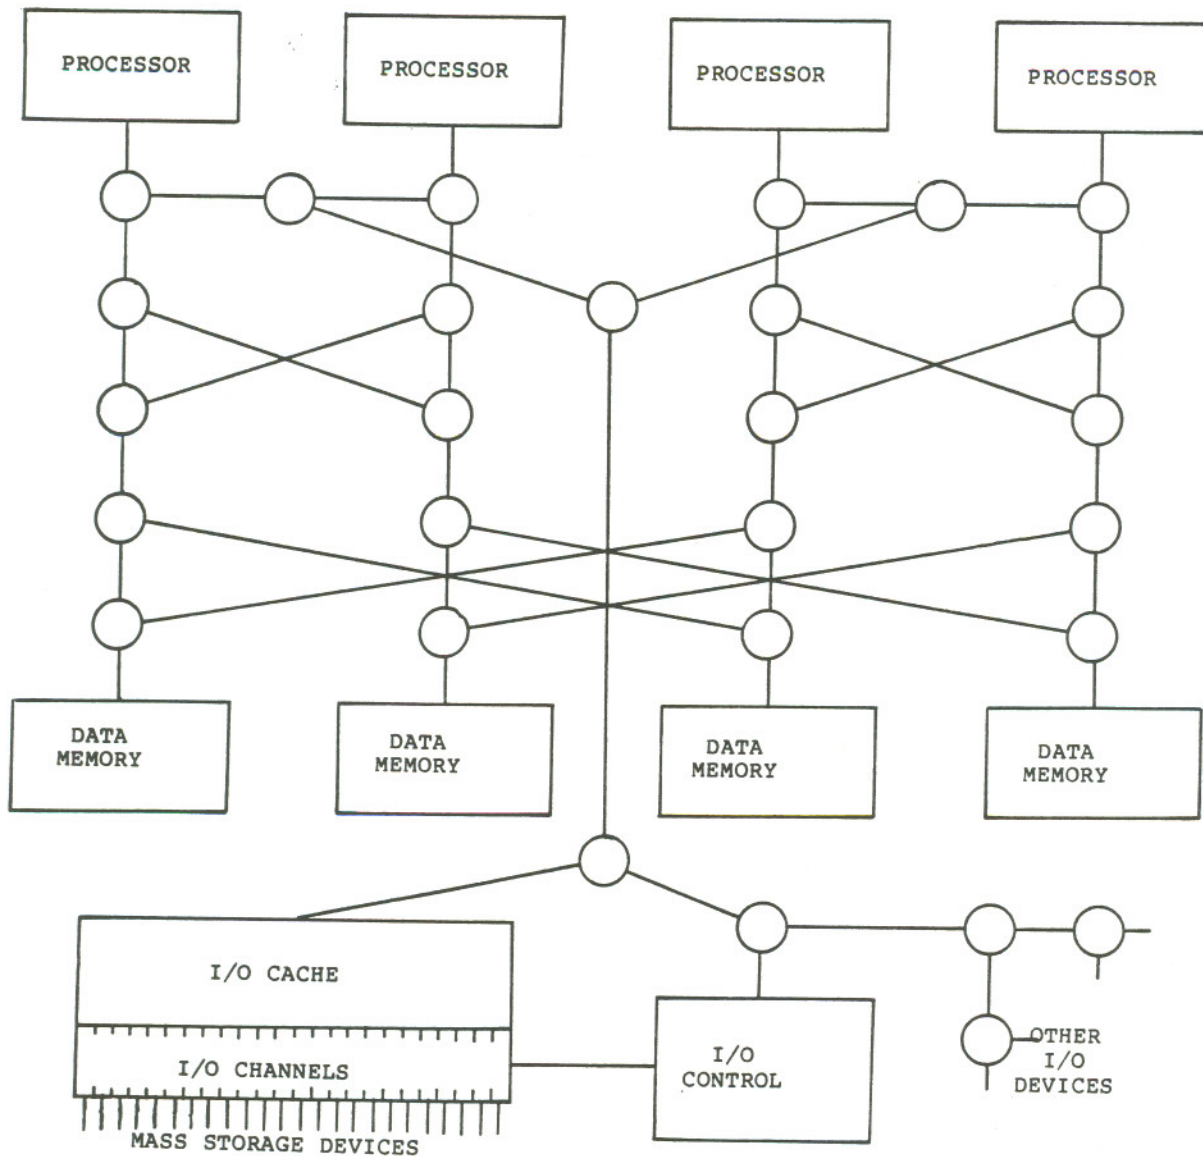 PROCESSOR
PROCESSOR
PROCESSOR
PROCESSOR
DATA
MEMORY
DATA
MEMORY
DATA
MEMORY
DATA
MEMORY
I/O CACHE
I/O CHANNELS
MASS STORAGE DEVICES
I/O
CONTROL
OTHER
I/O
DEVICES